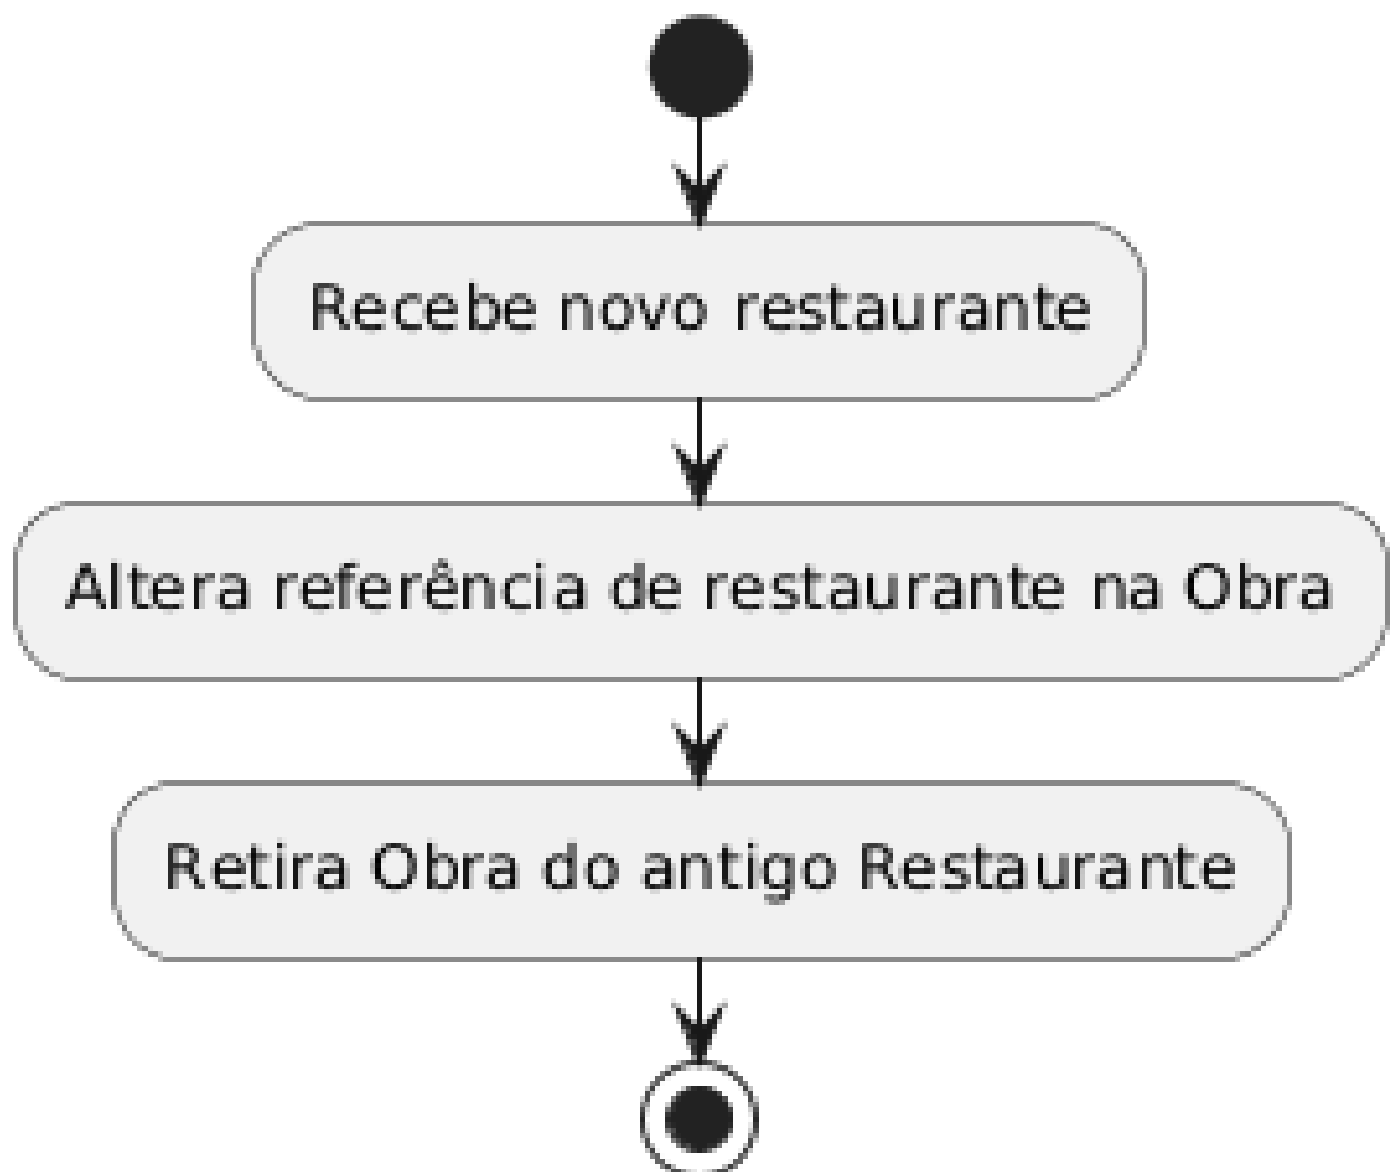 Recebe novo restaurante
Altera referência de restaurante na Obra
Retira Obra do antigo Restaurante